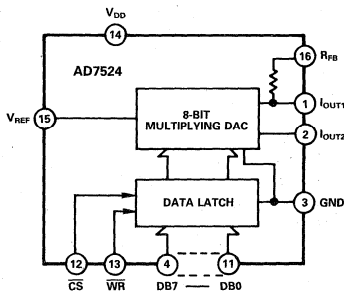 VDD
14
AD7524
16
RFB
VREF
15
8-BIT
MULTIPLYING DAC
1
IOUT1
2
IOUT2
DATA LATCH
3
GND
12
13
4
11
CS
WR
DB7
DB0